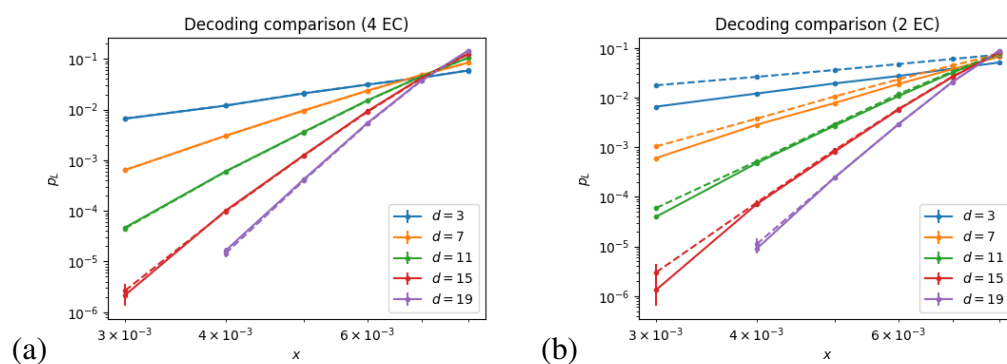 Decoding comparison (4 EC)
10⁻¹
10⁻²
10⁻³
10⁻⁴
10⁻⁵
10⁻⁶
p_L
d = 3
d = 7
d = 11
d = 15
d = 19
3 × 10⁻³
4 × 10⁻³
6 × 10⁻³
x
(a)
Decoding comparison (2 EC)
10⁻¹
10⁻²
10⁻³
10⁻⁴
10⁻⁵
10⁻⁶
p_L
d = 3
d = 7
d = 11
d = 15
d = 19
3 × 10⁻³
4 × 10⁻³
6 × 10⁻³
x
(b)